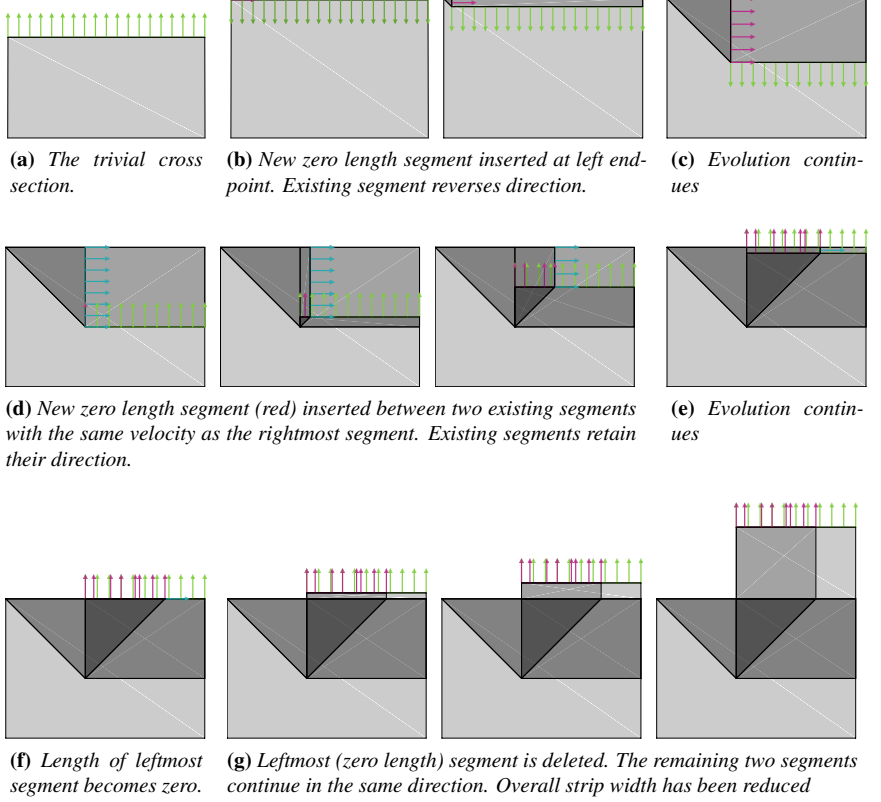 (a) The trivial cross
section.
(b) New zero length segment inserted at left end-
point. Existing segment reverses direction.
(c) Evolution contin-
ues
(d) New zero length segment (red) inserted between two existing segments
with the same velocity as the rightmost segment. Existing segments retain
their direction.
(e) Evolution contin-
ues
(f) Length of leftmost
segment becomes zero.
(g) Leftmost (zero length) segment is deleted. The remaining two segments
continue in the same direction. Overall strip width has been reduced